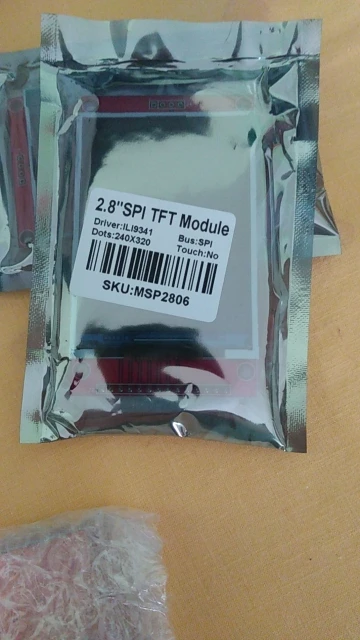 2.8"SPI TFT Module
Driver:ILI9341 Bus:SPI
Dots:240X320 Touch:No
SKU:MSP2806